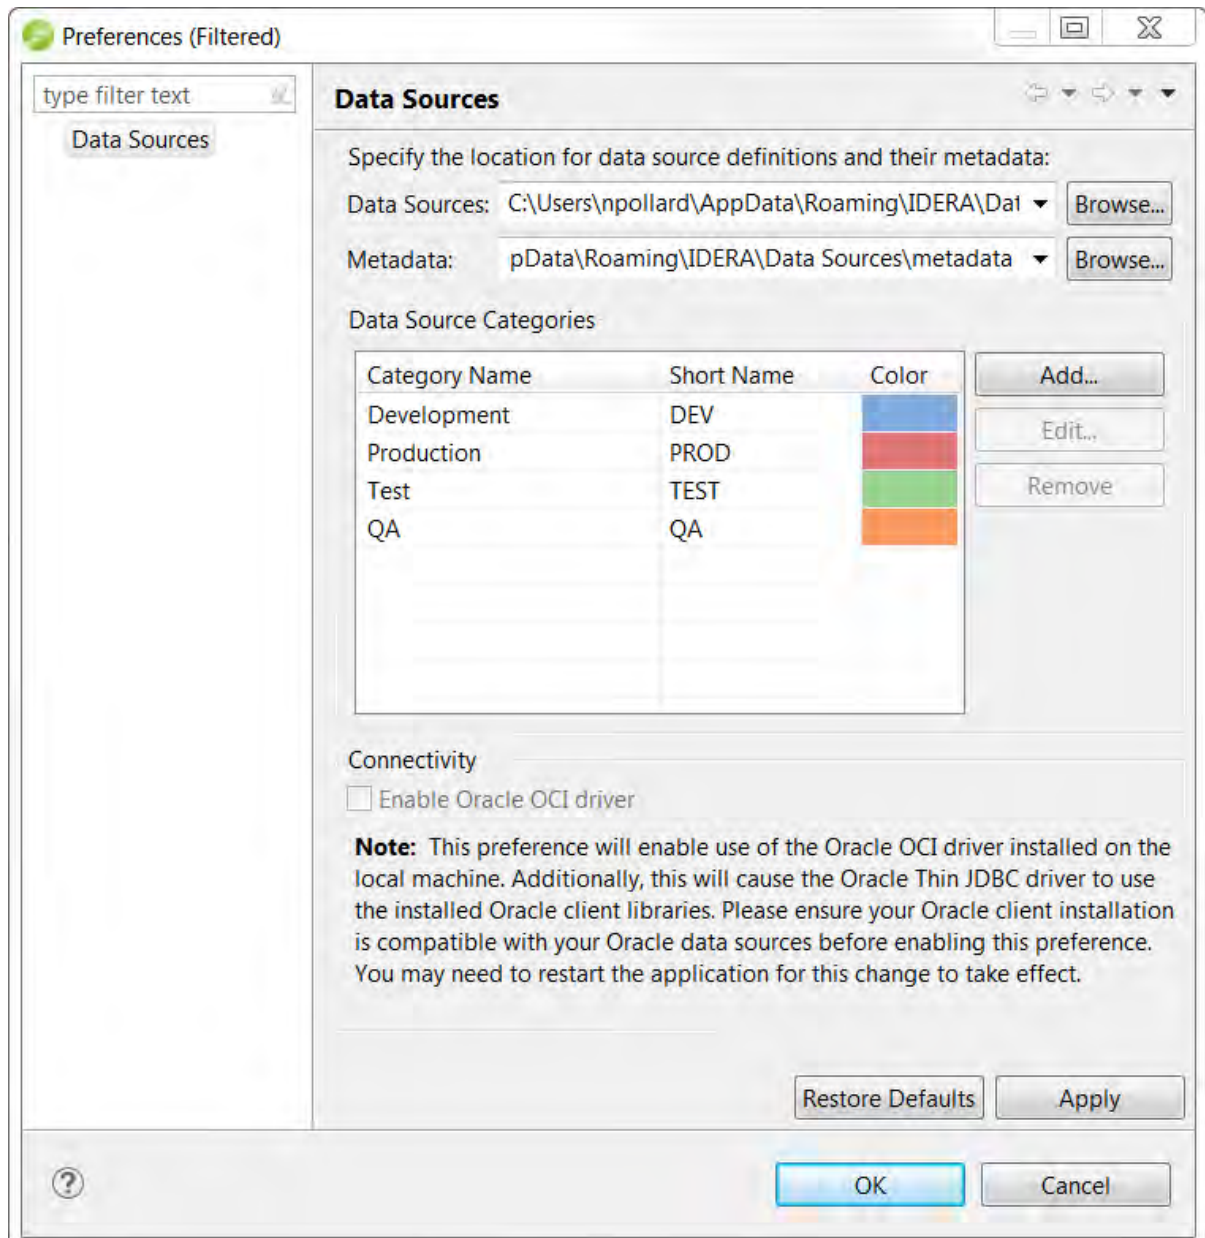 Preferences (Filtered)
type filter text
Data Sources
Data Sources
Specify the location for data source definitions and their metadata:
Data Sources: C:\Users\npollard\AppData\Roaming\IDERA\Dat Browse...
Metadata: pData\Roaming\IDERA\Data Sources\metadata Browse...
Data Source Categories
Category Name Short Name Color Add...
Development DEV
Edit...
Production PROD
Test TEST Remove
QA QA
Connectivity
Enable Oracle OCI driver
Note: This preference will enable use of the Oracle OCI driver installed on the
local machine. Additionally, this will cause the Oracle Thin JDBC driver to use
the installed Oracle client libraries. Please ensure your Oracle client installation
is compatible with your Oracle data sources before enabling this preference.
You may need to restart the application for this change to take effect.
Restore Defaults Apply
? OK Cancel